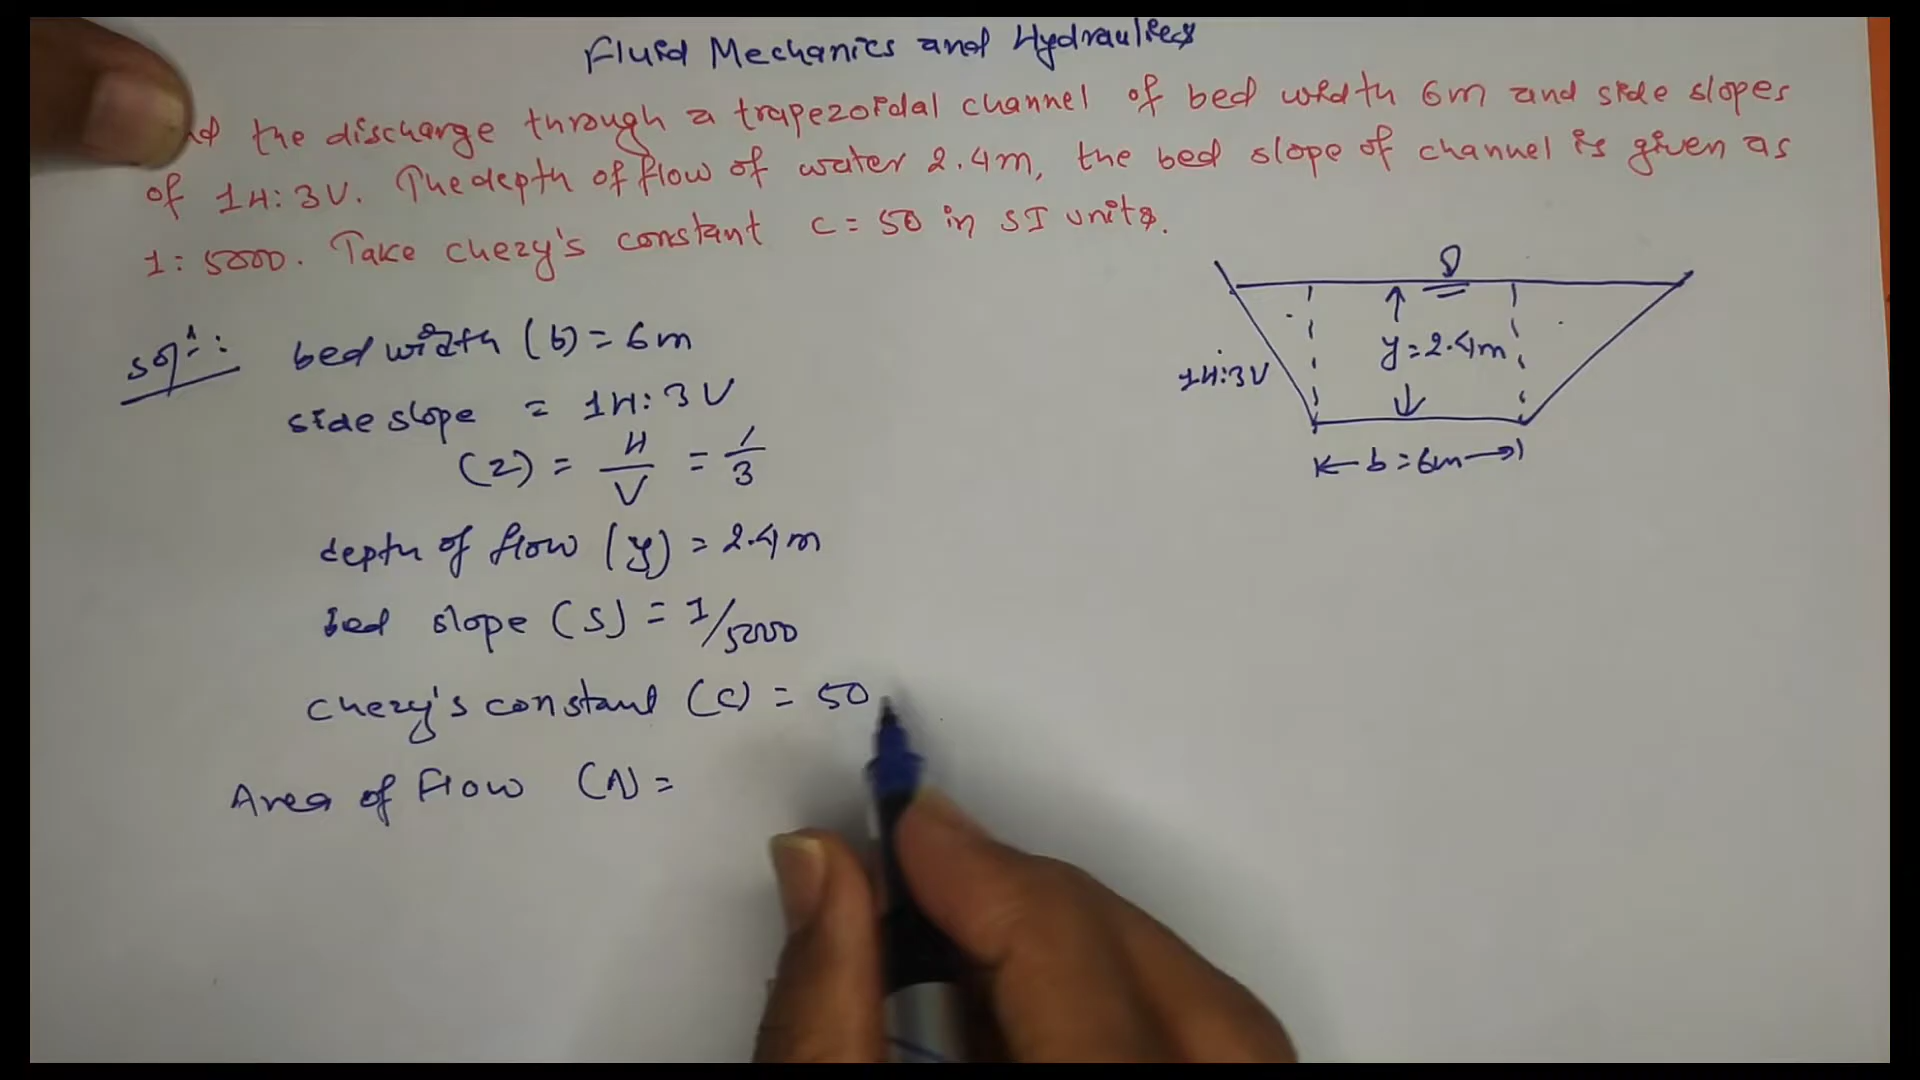 Fluid Mechanics and Hydraulics
the discharge through a trapezoidal channel of bed width 6m and side slopes
of 1H:3V. The depth of flow of water 2.4m, the bed slope of channel is given as
1:5000. Take chezy's constant c=50 in SI units.
soln:
bed width (b) = 6m
side slope = 1H:3V
(z) = H/V = 1/3
depth of flow (y) = 2.4m
bed slope (S) = 1/5000
chezy's constant (c) = 50
Area of Flow (A) =
1H:3V
y=2.4m
b=6m